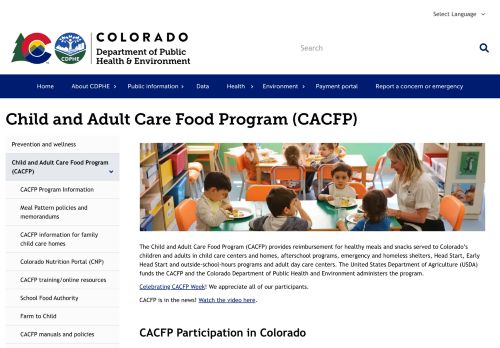 Select Language
COLORADO
Department of Public
Health & Environment
CDPHE
Search
Home
About CDPHE
Public information
Data
Health
Environment
Payment portal
Report a concern or emergency
Child and Adult Care Food Program (CACFP)
Prevention and wellness
Child and Adult Care Food Program
(CACFP)
CACFP Program Information
Meal Pattern policies and
memorandums
CACFP information for family
child care homes
Colorado Nutrition Portal (CNP)
CACFP training/online resources
School Food Authority
Farm to Child
CACFP manuals and policies
The Child and Adult Care Food Program (CACFP) provides reimbursement for healthy meals and snacks served to Colorado's
children and adults in child care centers and homes, afterschool programs, emergency and homeless shelters, Head Start, Early
Head Start and outside-school-hours programs and adult day care centers. The United States Department of Agriculture (USDA)
funds the CACFP and the Colorado Department of Public Health and Environment administers the program.
Celebrating CACFP Week! We appreciate all of our participants.
CACFP is in the news! Watch the video here.
CACFP Participation in Colorado